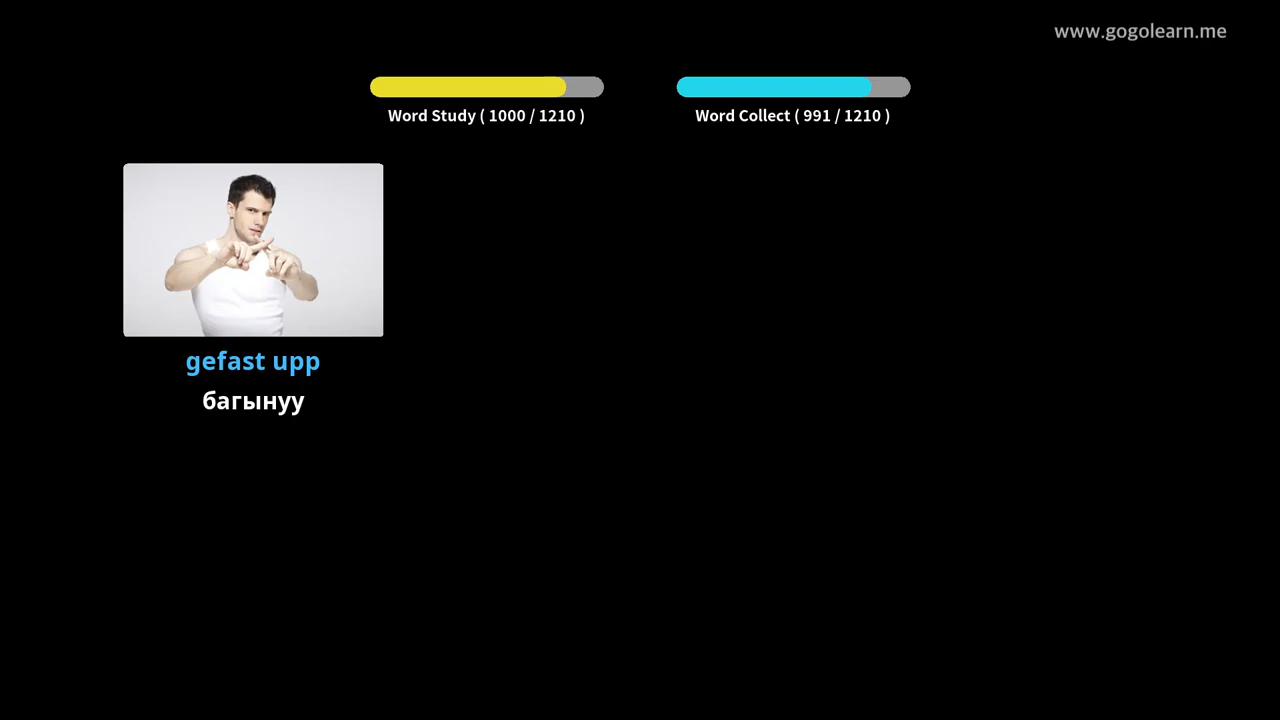 www.gogolearn.me
Word Study ( 1000 / 1210 )
Word Collect ( 991 / 1210 )
gefast upp
багынуу